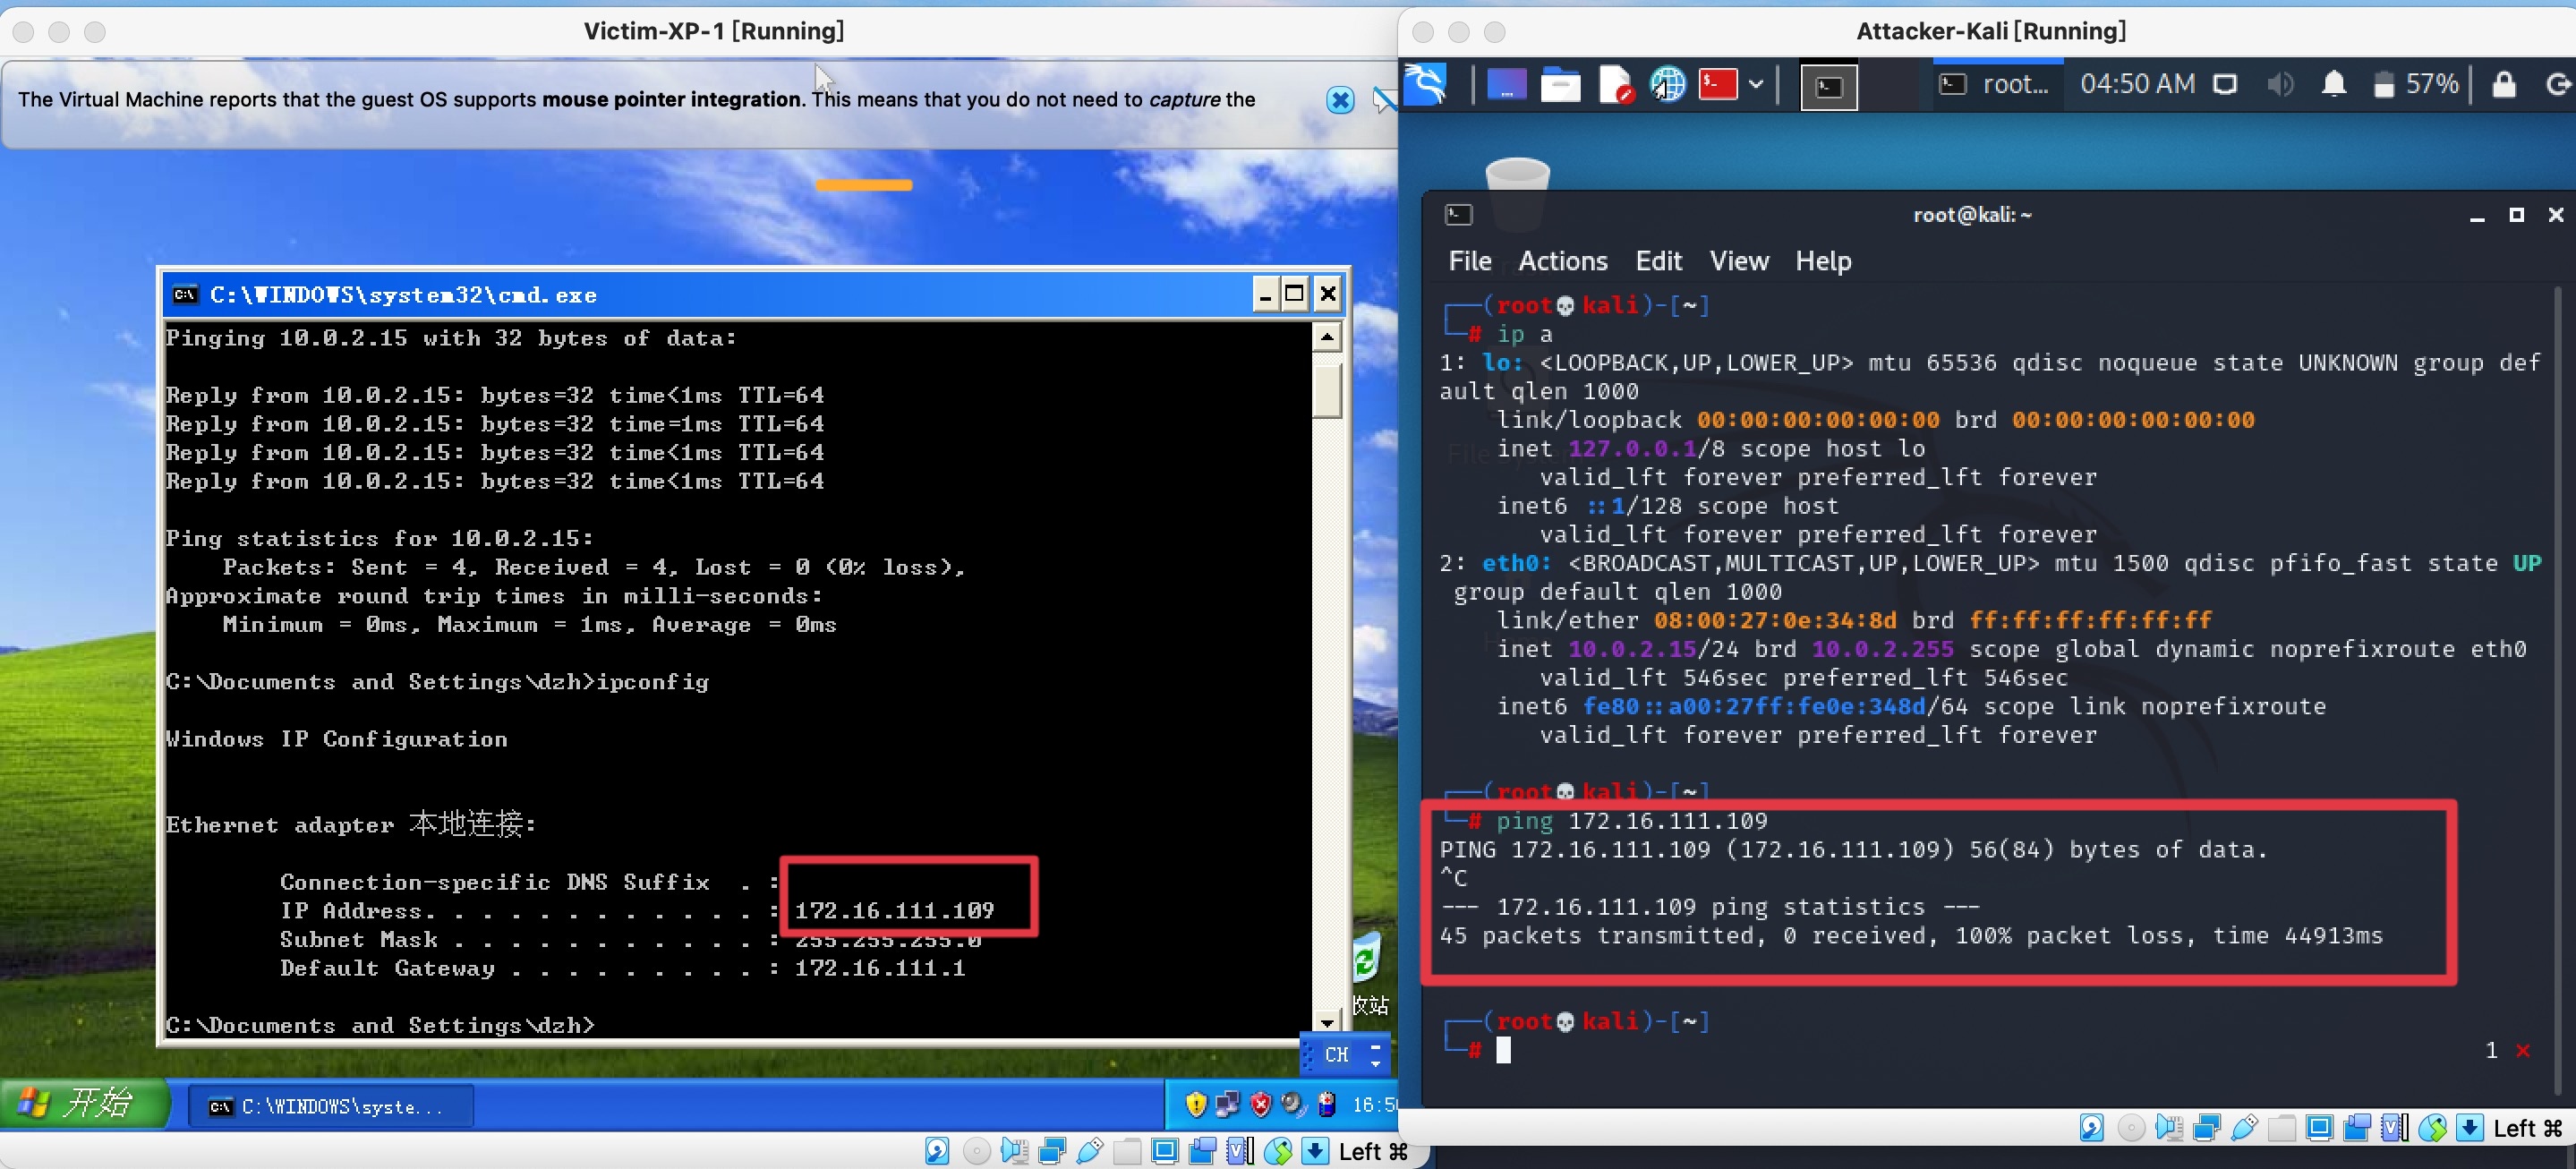 Victim-XP-1 [Running]
The Virtual Machine reports that the guest OS supports mouse pointer integration. This means that you do not need to capture the
C:\WINDOWS\system32\cmd.exe
Pinging 10.0.2.15 with 32 bytes of data:
Reply from 10.0.2.15: bytes=32 time<1ms TTL=64
Reply from 10.0.2.15: bytes=32 time=1ms TTL=64
Reply from 10.0.2.15: bytes=32 time<1ms TTL=64
Reply from 10.0.2.15: bytes=32 time<1ms TTL=64
Ping statistics for 10.0.2.15:
Packets: Sent = 4, Received = 4, Lost = 0 (0% loss),
Approximate round trip times in milli-seconds:
Minimum = 0ms, Maximum = 1ms, Average = 0ms
C:\Documents and Settings\dzh>ipconfig
Windows IP Configuration
Ethernet adapter 本地连接:
Connection-specific DNS Suffix . :
IP Address. . . . . . . . . . . . : 172.16.111.109
Subnet Mask . . . . . . . . . . . : 255.255.255.0
Default Gateway . . . . . . . . . : 172.16.111.1
C:\Documents and Settings\dzh>
收站
CH
开始
C:\WINDOWS\syste...
Left ⌘
Attacker-Kali [Running]
root...
04:50 AM
57%
root@kali: ~
File Actions Edit View Help
┌──(root💀kali)-[~]
└─# ip a
1: lo: <LOOPBACK,UP,LOWER_UP> mtu 65536 qdisc noqueue state UNKNOWN group def
ault qlen 1000
link/loopback 00:00:00:00:00:00 brd 00:00:00:00:00:00
inet 127.0.0.1/8 scope host lo
valid_lft forever preferred_lft forever
inet6 ::1/128 scope host
valid_lft forever preferred_lft forever
2: eth0: <BROADCAST,MULTICAST,UP,LOWER_UP> mtu 1500 qdisc pfifo_fast state UP
group default qlen 1000
link/ether 08:00:27:0e:34:8d brd ff:ff:ff:ff:ff:ff
inet 10.0.2.15/24 brd 10.0.2.255 scope global dynamic noprefixroute eth0
valid_lft 546sec preferred_lft 546sec
inet6 fe80::a00:27ff:fe0e:348d/64 scope link noprefixroute
valid_lft forever preferred_lft forever
┌──(root💀kali)-[~]
└─# ping 172.16.111.109
PING 172.16.111.109 (172.16.111.109) 56(84) bytes of data.
^C
--- 172.16.111.109 ping statistics ---
45 packets transmitted, 0 received, 100% packet loss, time 44913ms
┌──(root💀kali)-[~]
└─#
1 ✕
Left ⌘